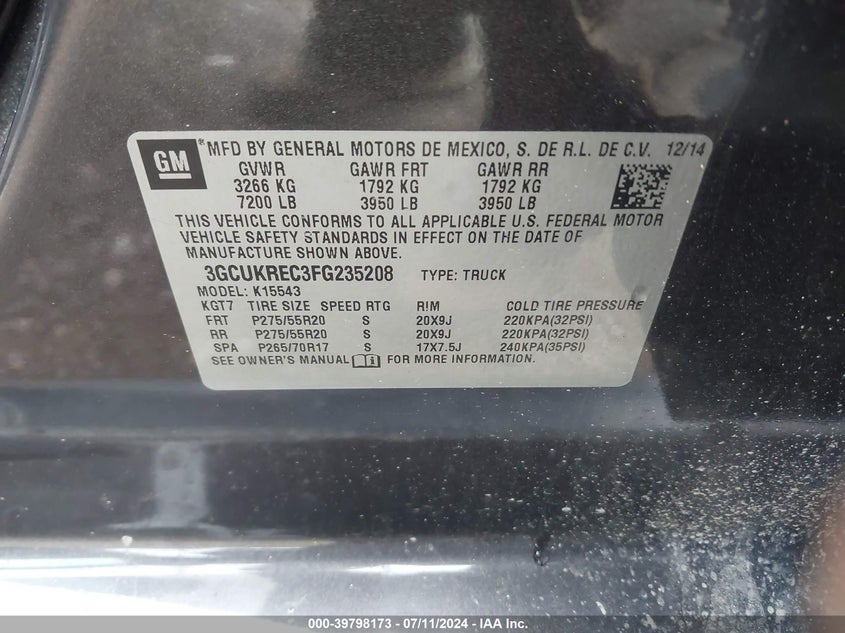 GM ® MFD BY GENERAL MOTORS DE MEXICO, S. DE R.L. DE C.V. 12/14
GVWR GAWR FRT GAWR RR
3266 KG 1792 KG 1792 KG
7200 LB 3950 LB 3950 LB
THIS VEHICLE CONFORMS TO ALL APPLICABLE U.S. FEDERAL MOTOR
VEHICLE SAFETY STANDARDS IN EFFECT ON THE DATE OF
MANUFACTURE SHOWN ABOVE.
3GCUKREC3FG235208 TYPE: TRUCK
MODEL: K15543
KGT7 TIRE SIZE SPEED RTG RIM COLD TIRE PRESSURE
FRT P275/55R20 S 20X9J 220KPA(32PSI)
RR P275/55R20 S 20X9J 220KPA(32PSI)
SPA P265/70R17 S 17X7.5J 240KPA(35PSI)
SEE OWNER'S MANUAL i FOR MORE INFORMATION.
000-39798173 - 07/11/2024 - IAA Inc.